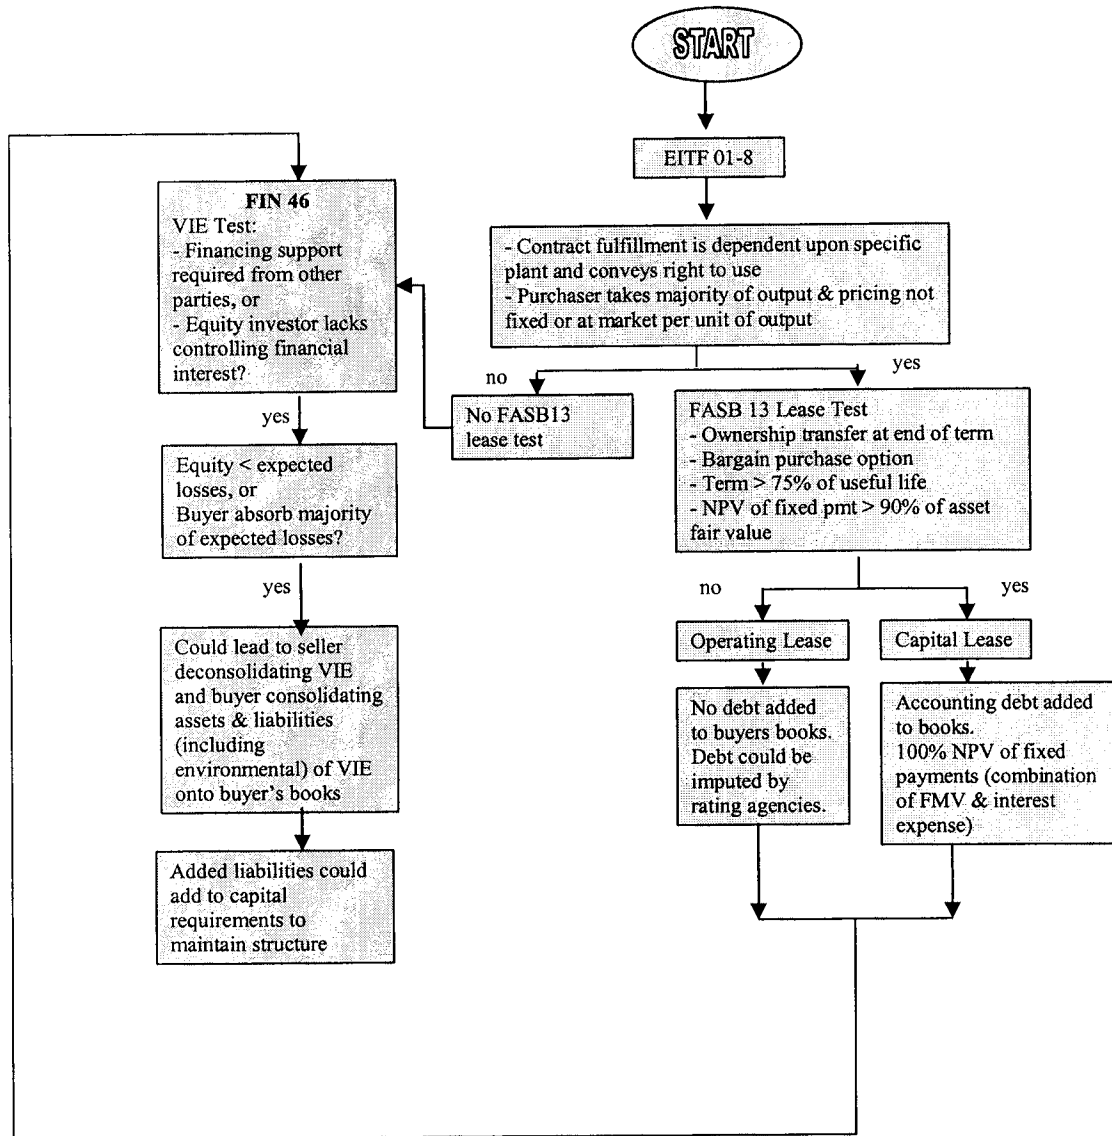 START
EITF 01-8
FIN 46
VIE Test:
- Financing support
required from other
parties, or
- Equity investor lacks
controlling financial
interest?
- Contract fulfillment is dependent upon specific
plant and conveys right to use
- Purchaser takes majority of output & pricing not
fixed or at market per unit of output
no
yes
No FASB13
lease test
FASB 13 Lease Test
- Ownership transfer at end of term
- Bargain purchase option
- Term > 75% of useful life
- NPV of fixed pmt > 90% of asset
fair value
yes
Equity < expected
losses, or
Buyer absorb majority
of expected losses?
yes
no
yes
Operating Lease
Capital Lease
Could lead to seller
deconsolidating VIE
and buyer consolidating
assets & liabilities
(including
environmental) of VIE
onto buyer's books
No debt added
to buyers books.
Debt could be
imputed by
rating agencies.
Accounting debt added
to books.
100% NPV of fixed
payments (combination
of FMV & interest
expense)
Added liabilities could
add to capital
requirements to
maintain structure